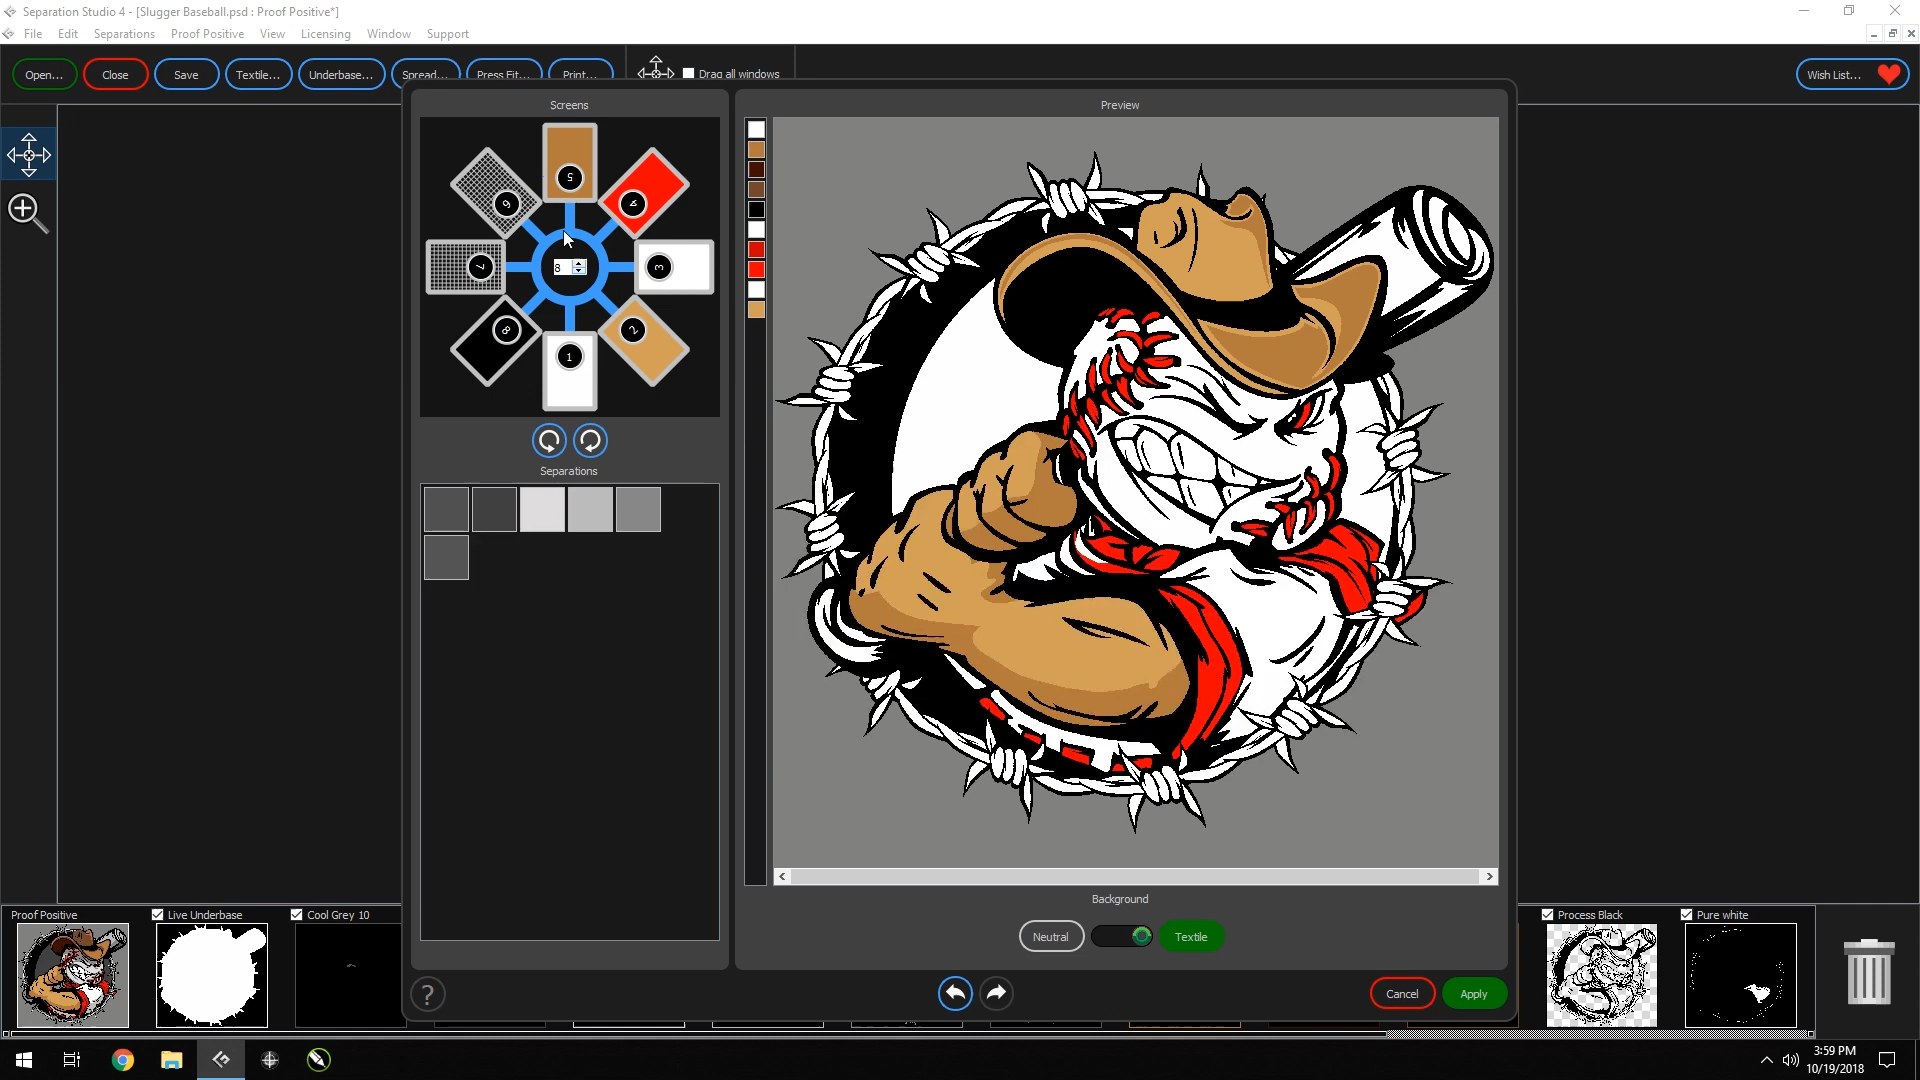 Separation Studio 4 - [Slugger Baseball.psd : Proof Positive*]
File Edit Separations Proof Positive View Licensing Window Support
Open... Close Save Textile... Underbase... Spread... Press Fit... Print... Drag all windows Wish List...
Screens Preview
5
6 4
7 8 3
8 2
1
Separations
Background
Neutral Textile
Proof Positive Live Underbase Cool Grey 10 Process Black Pure white
? Cancel Apply
3:59 PM
10/19/2018